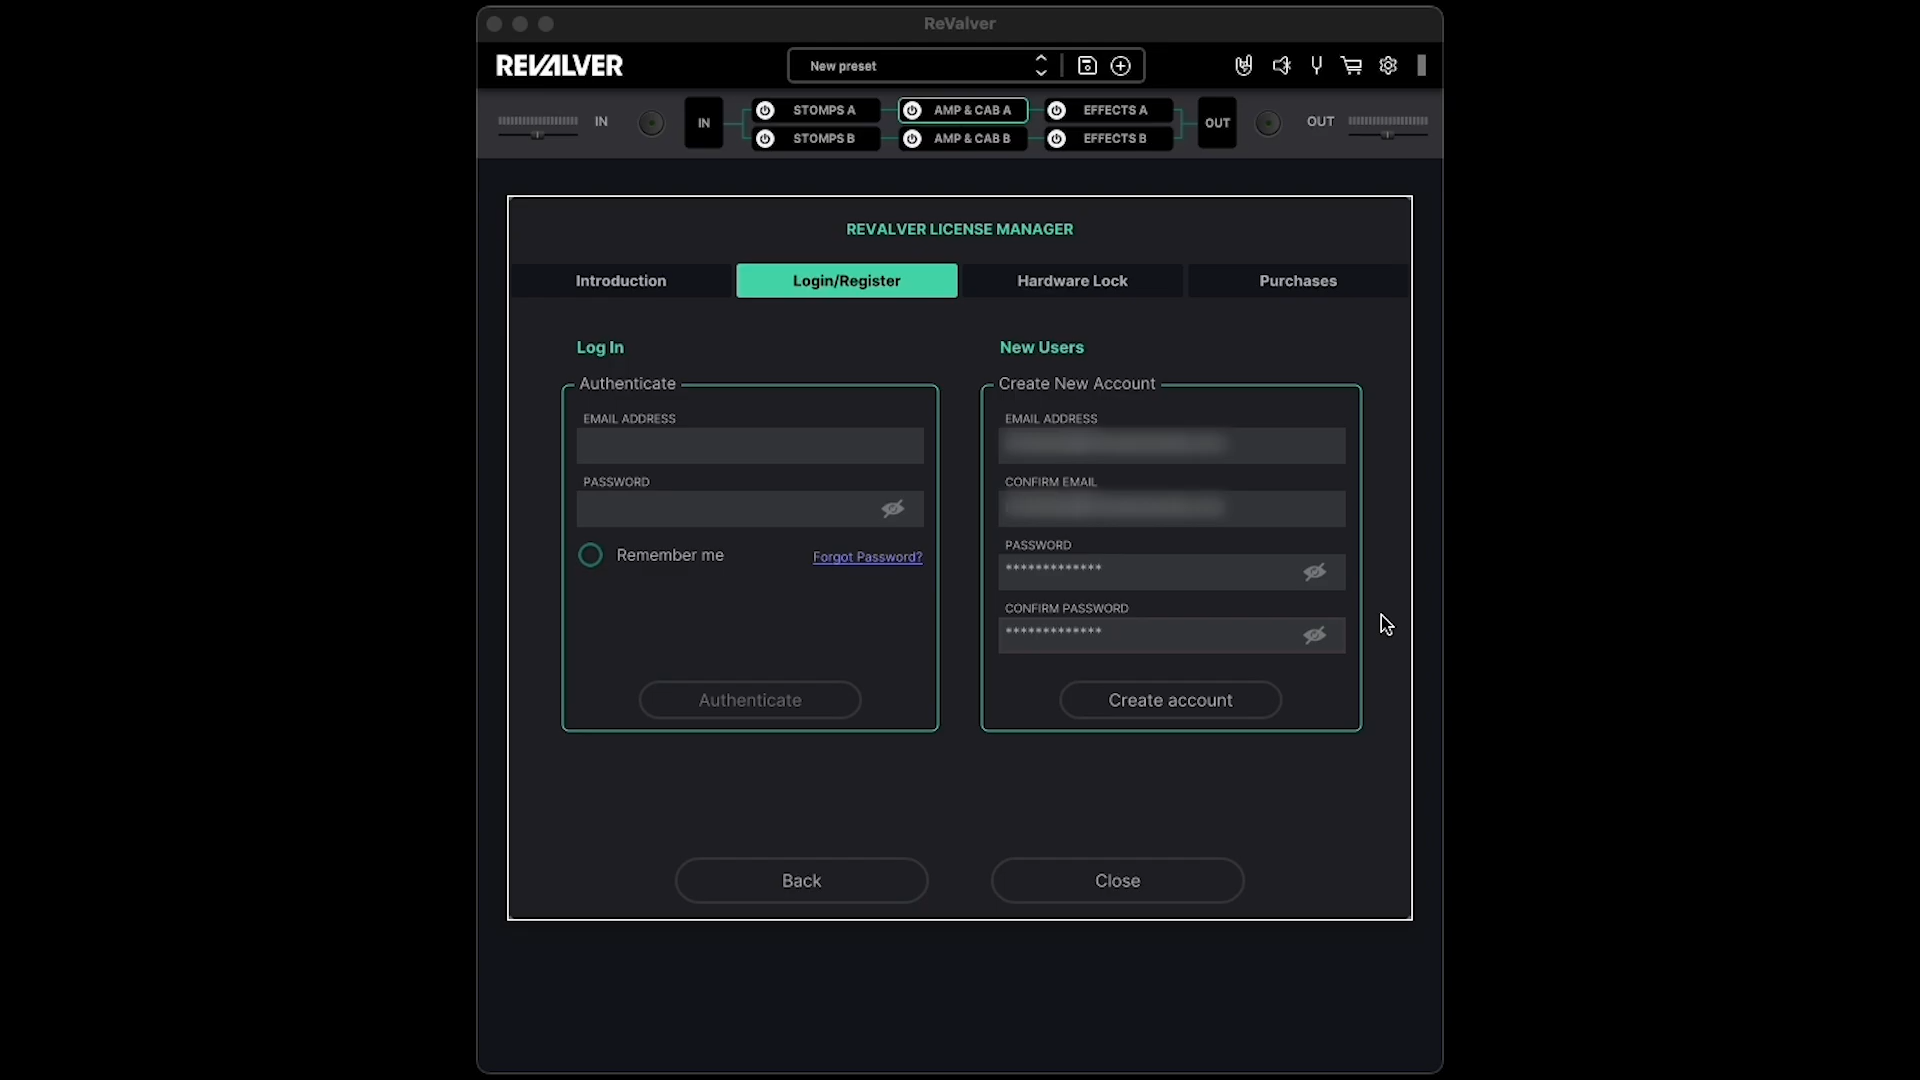 ReValver
REVALVER
New preset
IN
IN
STOMPS A
AMP & CAB A
EFFECTS A
OUT
OUT
STOMPS B
AMP & CAB B
EFFECTS B
REVALVER LICENSE MANAGER
Introduction
Login/Register
Hardware Lock
Purchases
Log In
Authenticate
EMAIL ADDRESS
PASSWORD
Remember me
Forgot Password?
Authenticate
New Users
Create New Account
EMAIL ADDRESS
CONFIRM EMAIL
PASSWORD
*************
CONFIRM PASSWORD
*************
Create account
Back
Close